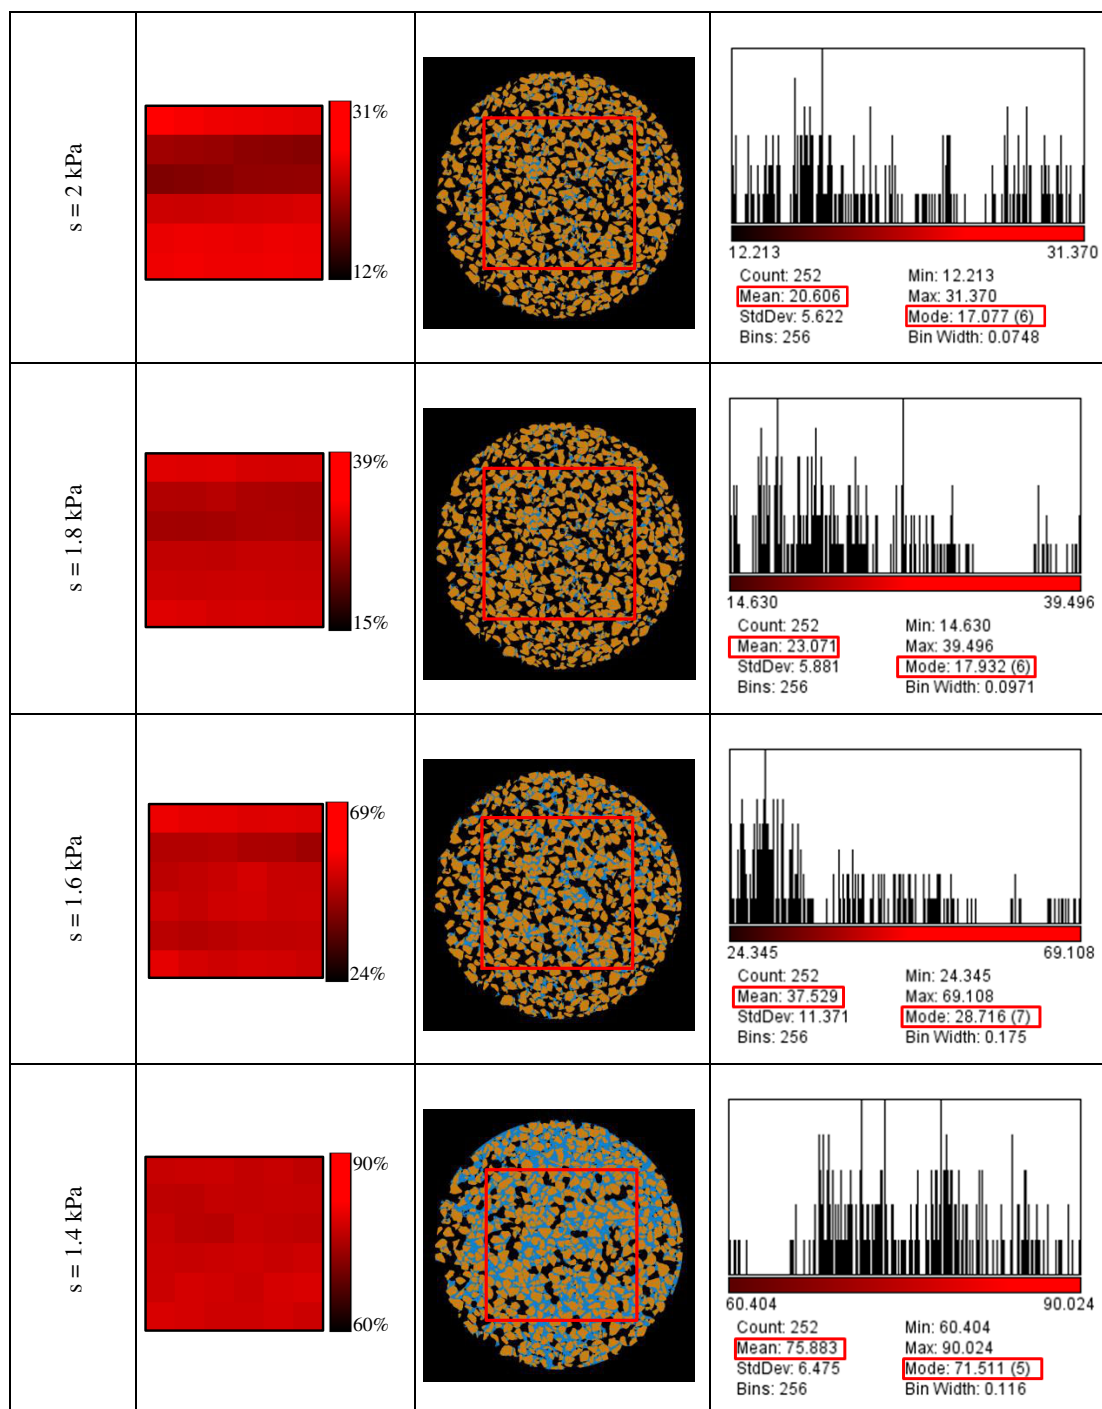 s = 2 kPa
31%
12%
12.213 31.370
Count: 252 Min: 12.213
Mean: 20.606 Max: 31.370
StdDev: 5.622 Mode: 17.077 (6)
Bins: 256 Bin Width: 0.0748
s = 1.8 kPa
39%
15%
14.630 39.496
Count: 252 Min: 14.630
Mean: 23.071 Max: 39.496
StdDev: 5.881 Mode: 17.932 (6)
Bins: 256 Bin Width: 0.0971
s = 1.6 kPa
69%
24%
24.345 69.108
Count: 252 Min: 24.345
Mean: 37.529 Max: 69.108
StdDev: 11.371 Mode: 28.716 (7)
Bins: 256 Bin Width: 0.175
s = 1.4 kPa
90%
60%
60.404 90.024
Count: 252 Min: 60.404
Mean: 75.883 Max: 90.024
StdDev: 6.475 Mode: 71.511 (5)
Bins: 256 Bin Width: 0.116